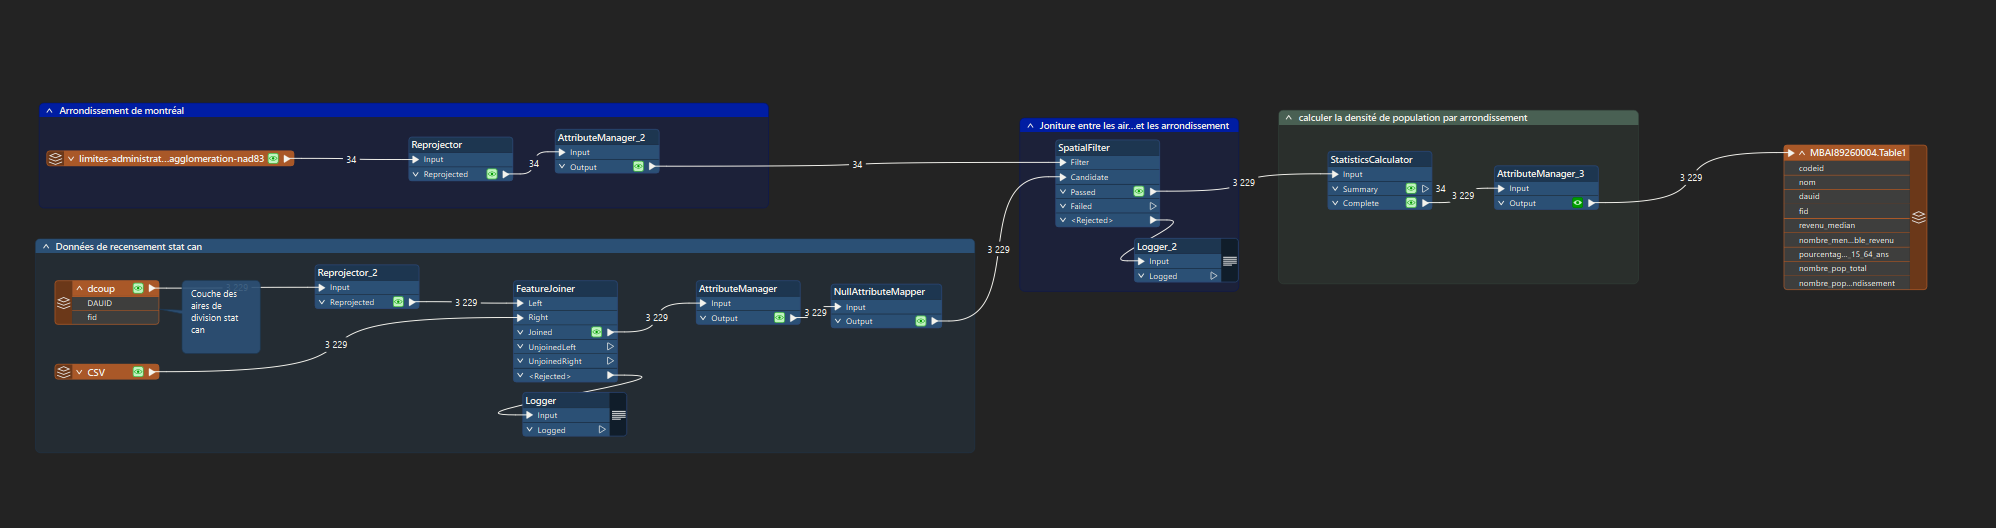 Arrondissement de montréal
limites-administrat...agglomeration-nad83
34
Reprojector
Input
Reprojected
34
AttributeManager_2
Input
Output
34
Données de recensement stat can
dcoup
DAUID
fid
3 229
Couche des
aires de
division stat
can
CSV
3 229
Reprojector_2
Input
Reprojected
3 229
FeatureJoiner
Left
Right
Joined
UnjoinedLeft
UnjoinedRight
<Rejected>
Logger
Input
Logged
3 229
AttributeManager
Input
Output
3 229
NullAttributeMapper
Input
Output
3 229
Joniture entre les air...et les arrondissement
SpatialFilter
Filter
Candidate
Passed
Failed
<Rejected>
Logger_2
Input
Logged
3 229
calculer la densité de population par arrondissement
StatisticsCalculator
Input
Summary
34
Complete
3 229
AttributeManager_3
Input
Output
3 229
MBAI89260004.Table1
codeid
nom
dauid
fid
revenu_median
nombre_men...ble_revenu
pourcentag..._15_64_ans
nombre_pop_total
nombre_pop...ndissement